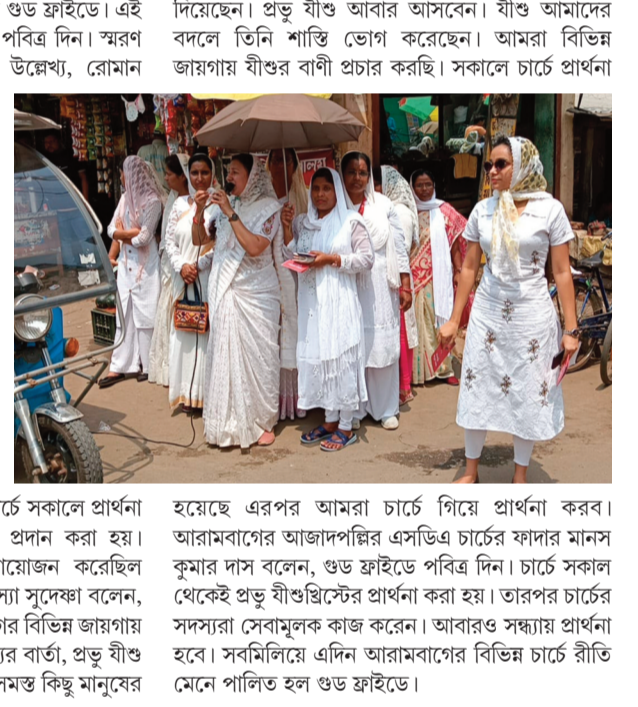 গুড ফ্রাইডে। এই
পবিত্র দিন। স্মরণ
উল্লেখ্য, রোমান
র্চে সকালে প্রার্থনা
প্রদান করা হয়।
য়োজন করেছিল
স্যা সুদেষ্ণা বলেন,
গর বিভিন্ন জায়গায়
্যর বার্তা, প্রভু যীশু
সমস্ত কিছু মানুষের
দিয়েছেন। প্রভু যীশু আবার আসবেন। যীশু আমাদের
বদলে তিনি শাস্তি ভোগ করেছেন। আমরা বিভিন্ন
জায়গায় যীশুর বাণী প্রচার করছি। সকালে চার্চে প্রার্থনা
হয়েছে এরপর আমরা চার্চে গিয়ে প্রার্থনা করব।
আরামবাগের আজাদপল্লির এসডিএ চার্চের ফাদার মানস
কুমার দাস বলেন, গুড ফ্রাইডে পবিত্র দিন। চার্চে সকাল
থেকেই প্রভু যীশুখ্রিস্টের প্রার্থনা করা হয়। তারপর চার্চের
সদস্যরা সেবামূলক কাজ করেন। আবারও সন্ধ্যায় প্রার্থনা
হবে। সবমিলিয়ে এদিন আরামবাগের বিভিন্ন চার্চে রীতি
মেনে পালিত হল গুড ফ্রাইডে।